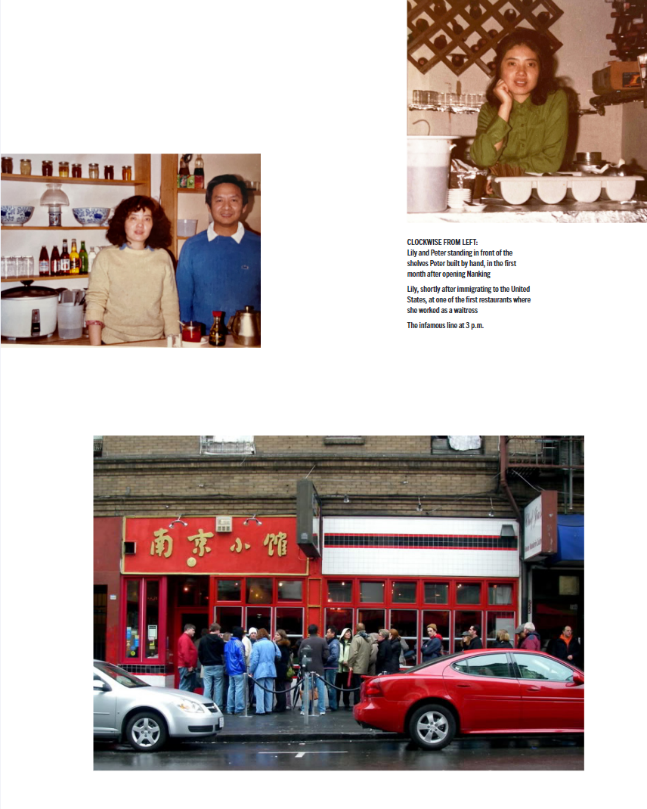 CLOCKWISE FROM LEFT:
Lily and Peter standing in front of the
shelves Peter built by hand, in the first
month after opening Nanking
Lily, shortly after immigrating to the United
States, at one of the first restaurants where
she worked as a waitress
The infamous line at 3 p.m.
南京小馆